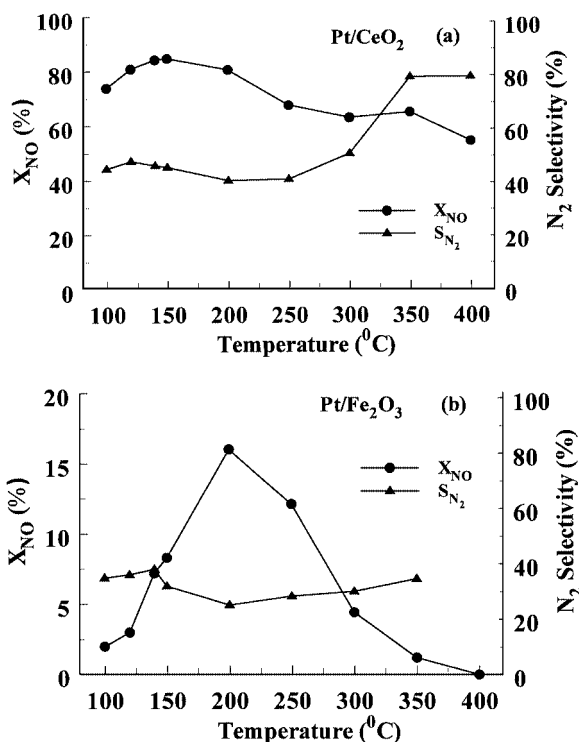 Pt/CeO₂ (a)
100
80
60
40
20
0
X_NO (%)
100
80
60
40
20
0
N₂ Selectivity (%)
X_NO
S_N₂
100 150 200 250 300 350 400
Temperature (⁰C)
Pt/Fe₂O₃ (b)
20
15
10
5
0
X_NO (%)
100
80
60
40
20
0
N₂ Selectivity (%)
X_NO
S_N₂
100 150 200 250 300 350 400
Temperature (⁰C)